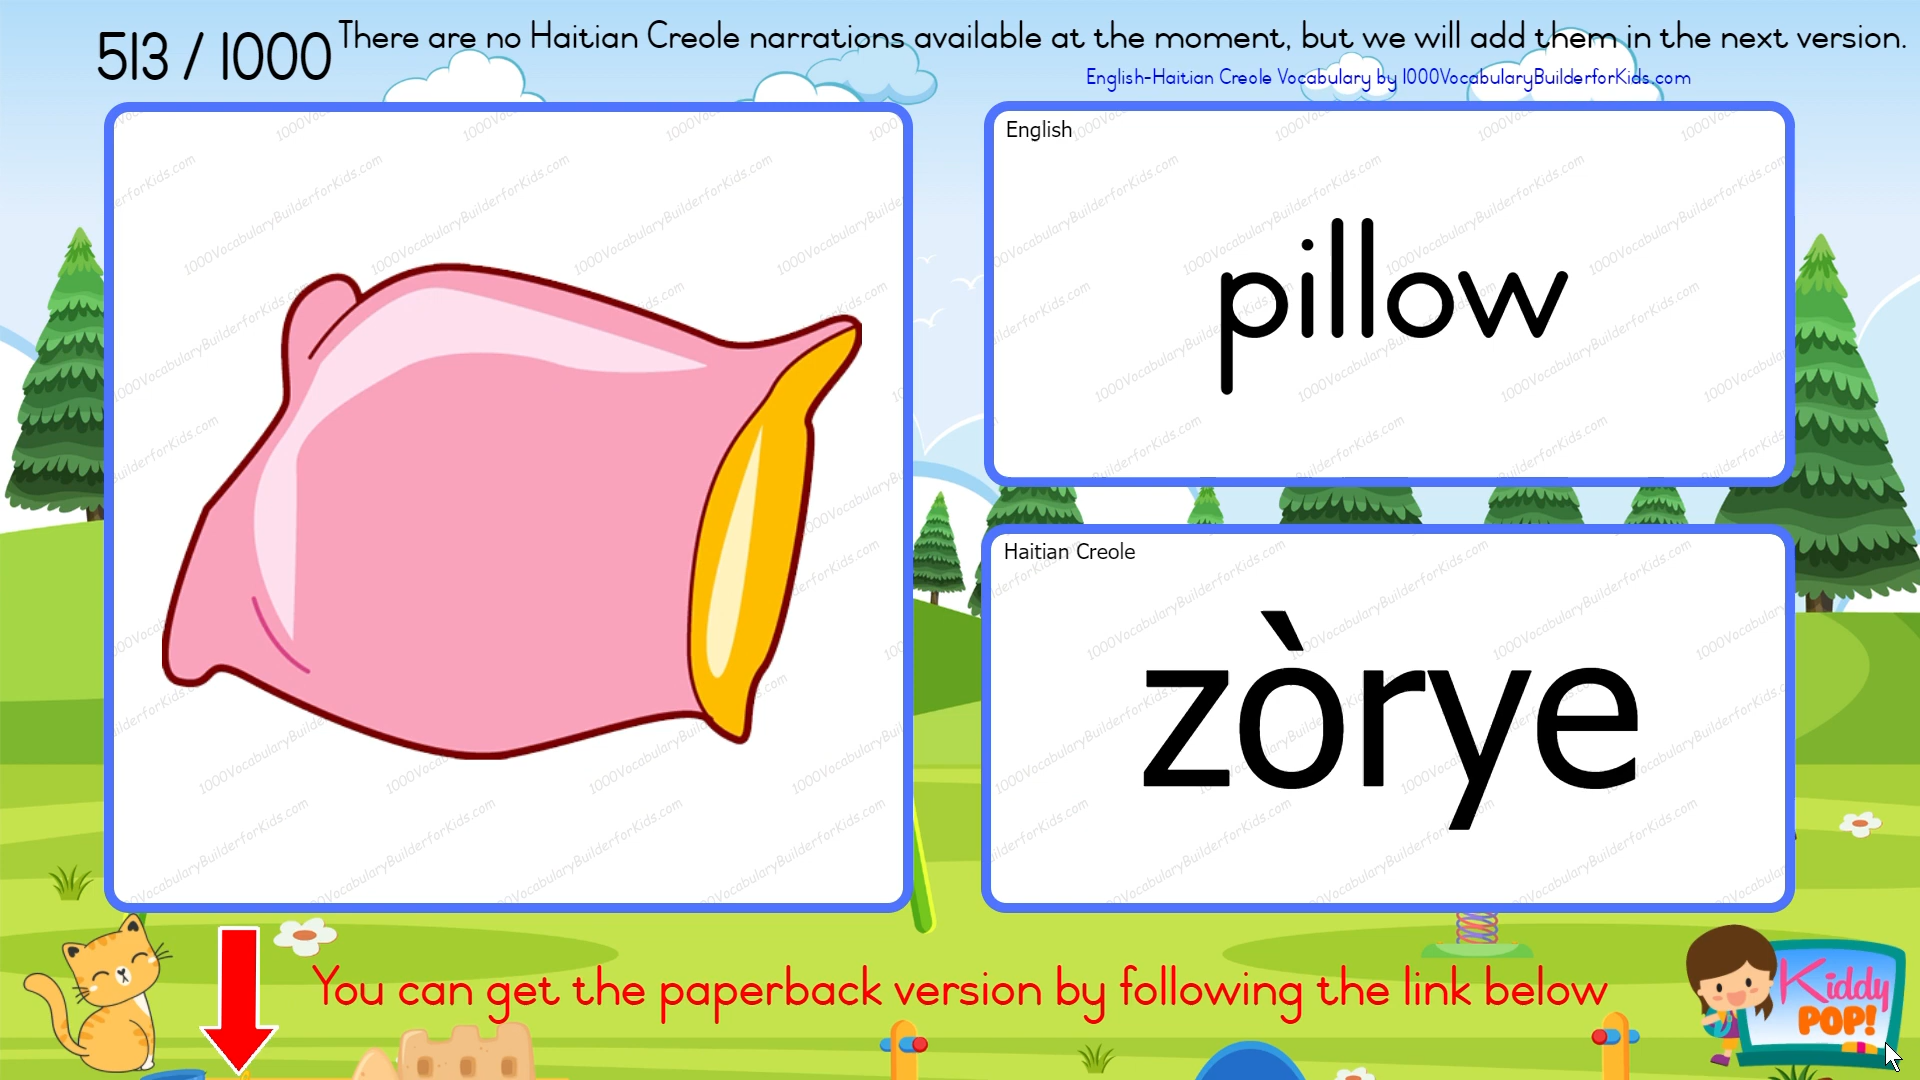 513 / 1000
There are no Haitian Creole narrations available at the moment, but we will add them in the next version.
English-Haitian Creole Vocabulary by 1000VocabularyBuilderforKids.com
English
pillow
Haitian Creole
zòrye
You can get the paperback version by following the link below
Kiddy
POP!
1000VocabularyBuilderforKids.com